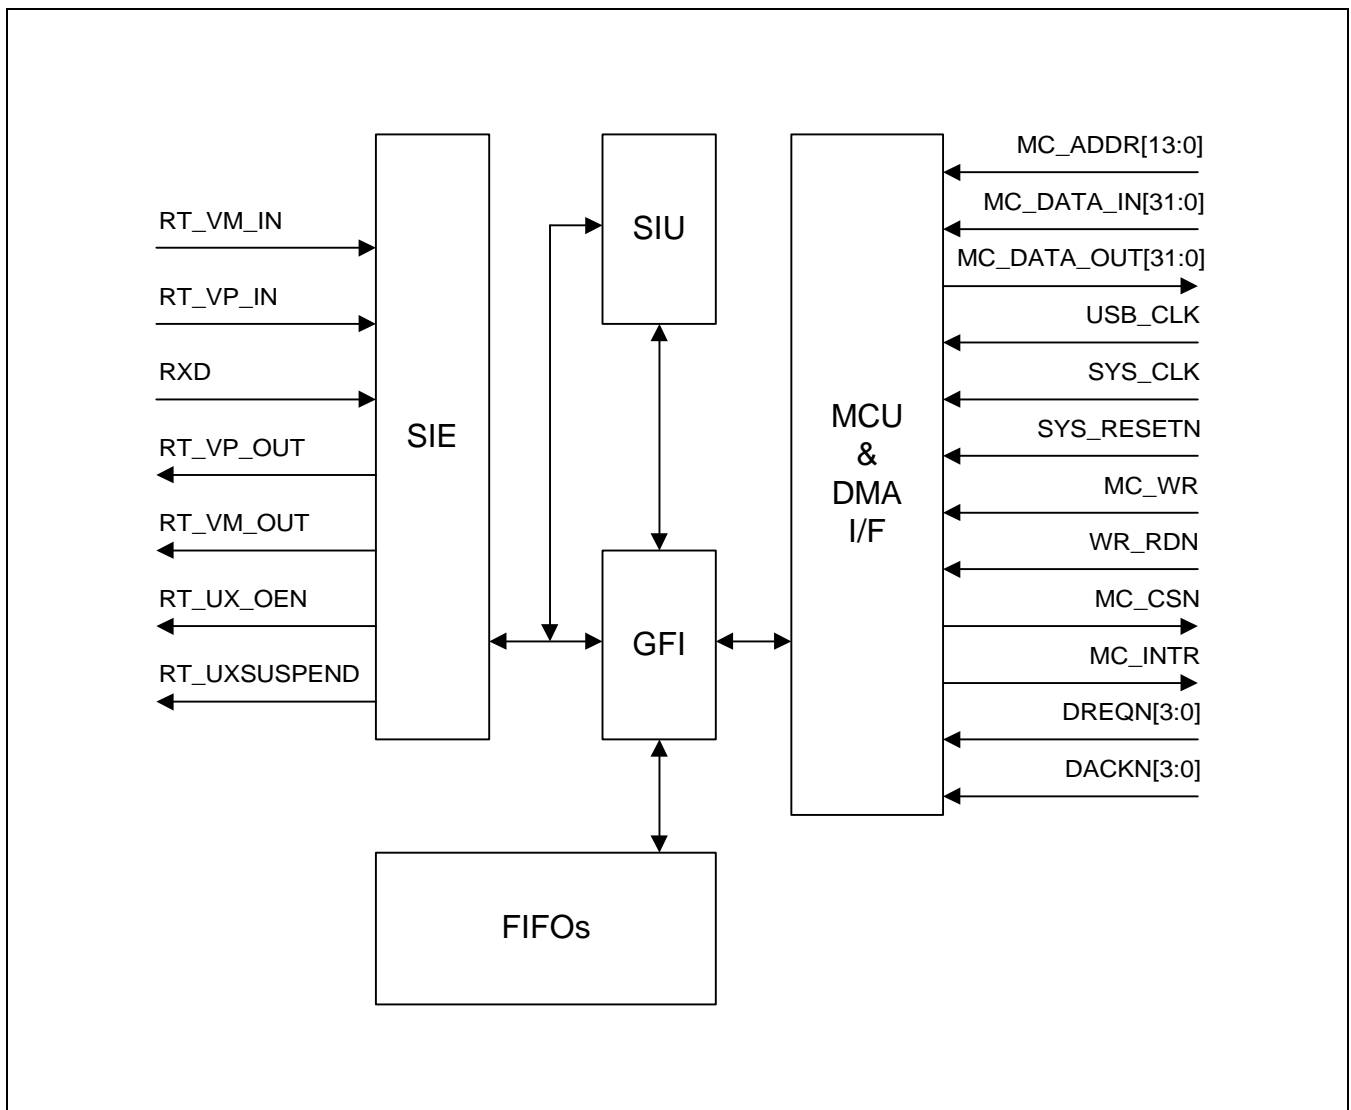 RT_VM_IN
RT_VP_IN
RXD
RT_VP_OUT
RT_VM_OUT
RT_UX_OEN
RT_UXSUSPEND
SIE
SIU
GFI
FIFOs
MCU
&
DMA
I/F
MC_ADDR[13:0]
MC_DATA_IN[31:0]
MC_DATA_OUT[31:0]
USB_CLK
SYS_CLK
SYS_RESETN
MC_WR
WR_RDN
MC_CSN
MC_INTR
DREQN[3:0]
DACKN[3:0]